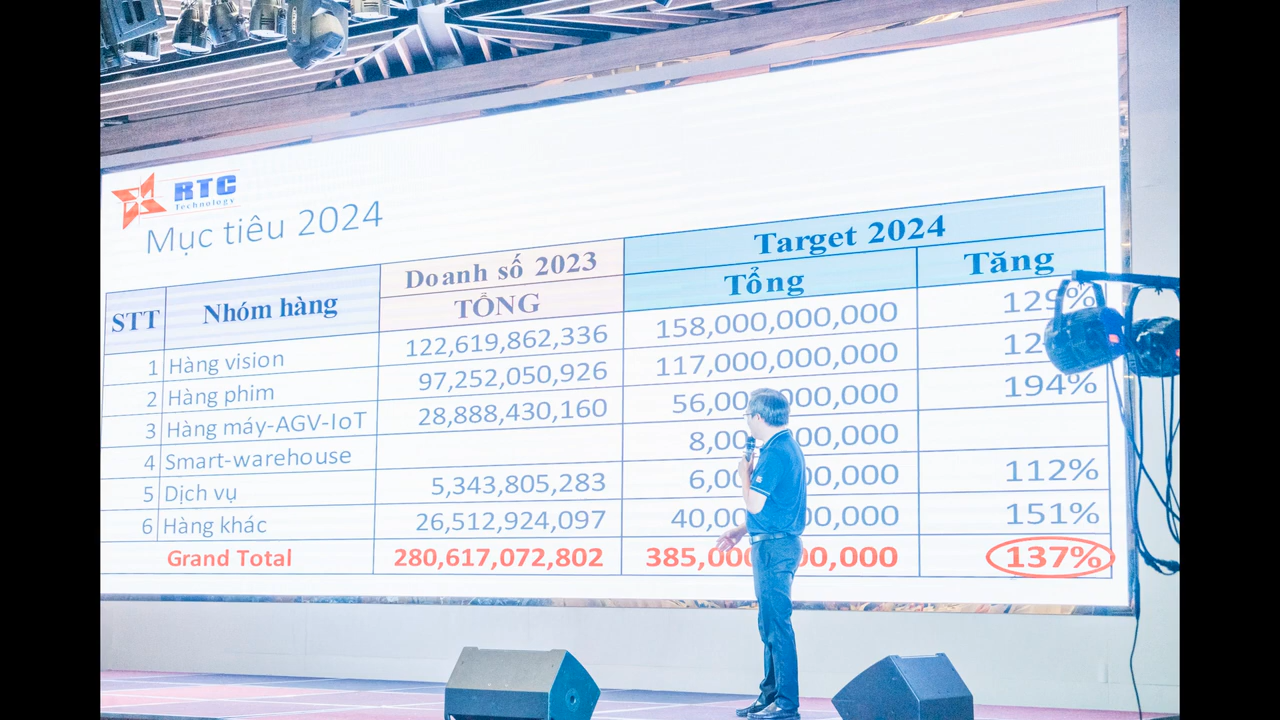 RTC
Technology
Mục tiêu 2024
STT Nhóm hàng Doanh số 2023 Target 2024
TỔNG Tổng Tăng
1 Hàng vision 122,619,862,336 158,000,000,000 129%
2 Hàng phim 97,252,050,926 117,000,000,000
3 Hàng máy-AGV-IoT 28,888,430,160 194%
4 Smart-warehouse
5 Dịch vụ 5,343,805,283 112%
6 Hàng khác 26,512,924,097 151%
Grand Total 280,617,072,802 137%